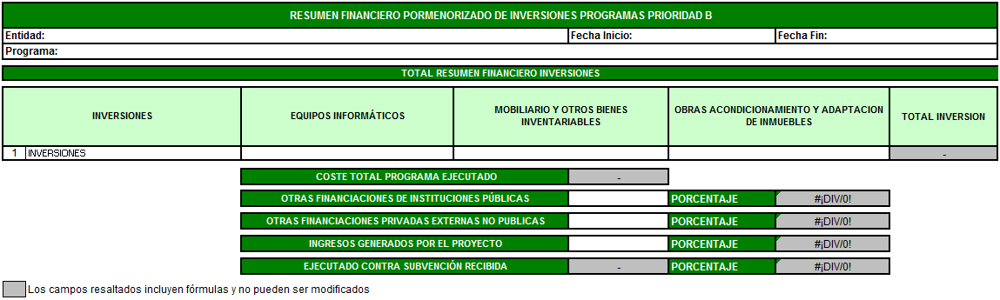 RESUMEN FINANCIERO PORMENORIZADO DE INVERSIONES PROGRAMAS PRIORIDAD B
Entidad: Fecha Inicio: Fecha Fin:
Programa:
TOTAL RESUMEN FINANCIERO INVERSIONES
INVERSIONES
EQUIPOS INFORMÁTICOS
MOBILIARIO Y OTROS BIENES
INVENTARIABLES
OBRAS ACONDICIONAMIENTO Y ADAPTACION
DE INMUEBLES
TOTAL INVERSION
1 INVERSIONES -
COSTE TOTAL PROGRAMA EJECUTADO -
OTRAS FINANCIACIONES DE INSTITUCIONES PÚBLICAS PORCENTAJE #¡DIV/0!
OTRAS FINANCIACIONES PRIVADAS EXTERNAS NO PUBLICAS PORCENTAJE #¡DIV/0!
INGRESOS GENERADOS POR EL PROYECTO PORCENTAJE #¡DIV/0!
EJECUTADO CONTRA SUBVENCIÓN RECIBIDA - PORCENTAJE #¡DIV/0!
Los campos resaltados incluyen fórmulas y no pueden ser modificados